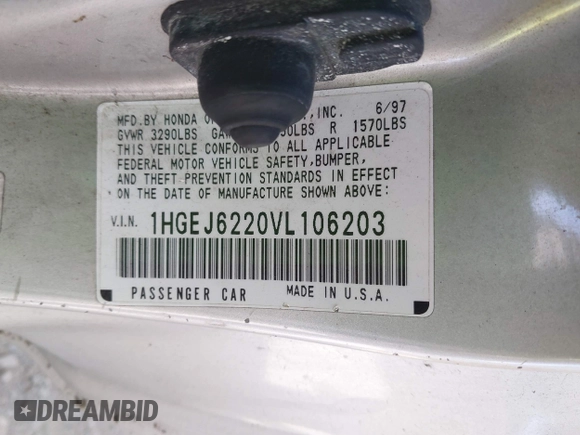 MFD. BY HONDA O INC. 6/97
GVWR 3290LBS GA 0LBS R 1570LBS
THIS VEHICLE CONFORMS TO ALL APPLICABLE
FEDERAL MOTOR VEHICLE SAFETY, BUMPER,
AND THEFT PREVENTION STANDARDS IN EFFECT
ON THE DATE OF MANUFACTURE SHOWN ABOVE:
V.I.N. 1HGEJ6220VL106203
PASSENGER CAR MADE IN U.S.A.
DREAMBID